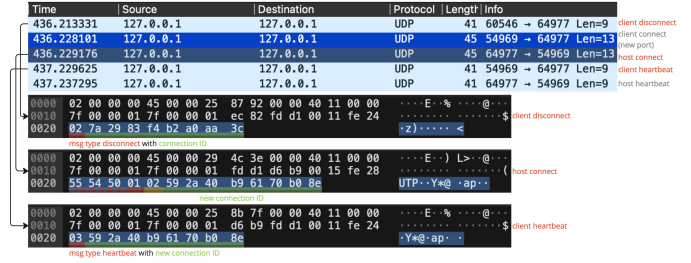 Time Source Destination Protocol Length Info
436.213331 127.0.0.1 127.0.0.1 UDP 41 60546 → 64977 Len=9 client disconnect
436.228101 127.0.0.1 127.0.0.1 UDP 45 54969 → 64977 Len=13 client connect
(new port)
436.229176 127.0.0.1 127.0.0.1 UDP 45 64977 → 54969 Len=13 host connect
437.229625 127.0.0.1 127.0.0.1 UDP 41 54969 → 64977 Len=9 client heartbeat
437.237295 127.0.0.1 127.0.0.1 UDP 41 64977 → 54969 Len=9 host heartbeat
0000 02 00 00 00 45 00 00 25 87 92 00 00 40 11 00 00 ····E··% ····@···
0010 7f 00 00 01 7f 00 00 01 ec 82 fd d1 00 11 fe 24 ········ ·······$ client disconnect
0020 02 7a 29 83 f4 b2 a0 aa 3c ·z)····· <
msg type disconnect with connection ID
0000 02 00 00 00 45 00 00 29 4c 3e 00 00 40 11 00 00 ····E··) L>··@···
0010 7f 00 00 01 7f 00 00 01 fd d1 d6 b9 00 15 fe 28 ········ ·······( host connect
0020 55 54 50 01 02 59 2a 40 b9 61 70 b0 8e UTP··Y*@ ·ap··
new connection ID
0000 02 00 00 00 45 00 00 25 8b 7f 00 00 40 11 00 00 ····E··% ····@···
0010 7f 00 00 01 7f 00 00 01 d6 b9 fd d1 00 11 fe 24 ········ ·······$ client heartbeat
0020 03 59 2a 40 b9 61 70 b0 8e ·Y*@·ap· ·
msg type heartbeat with new connection ID